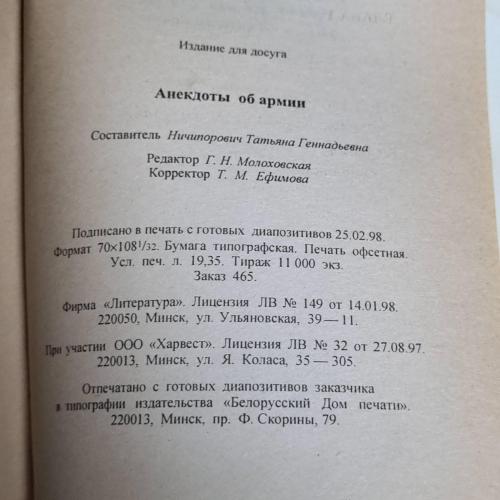 Издание для досуга
Анекдоты об армии
Составитель Ничипорович Татьяна Геннадьевна
Редактор Г. Н. Молоховская
Корректор Т. М. Ефимова
Подписано в печать с готовых диапозитивов 25.02.98.
Формат 70×108 1/32. Бумага типографская. Печать офсетная.
Усл. печ. л. 19,35. Тираж 11 000 экз.
Заказ 465.
Фирма «Литература». Лицензия ЛВ № 149 от 14.01.98.
220050, Минск, ул. Ульяновская, 39—11.
При участии ООО «Харвест». Лицензия ЛВ № 32 от 27.08.97.
220013, Минск, ул. Я. Коласа, 35—305.
Отпечатано с готовых диапозитивов заказчика
в типографии издательства «Белорусский Дом печати».
220013, Минск, пр. Ф. Скорины, 79.